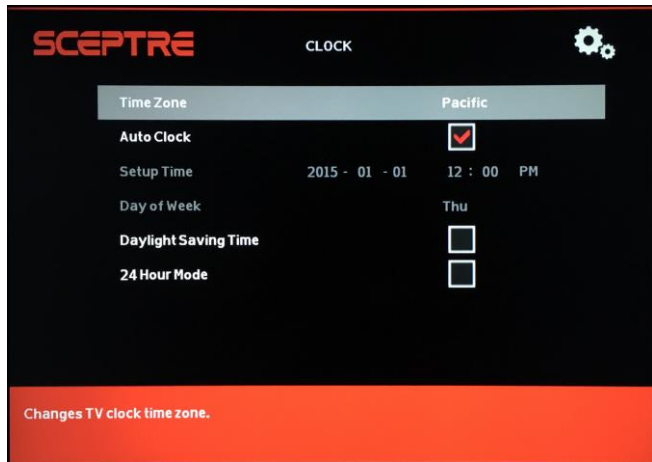 SCEPTRE
CLOCK
Time Zone Pacific
Auto Clock
Setup Time 2015 - 01 - 01 12 : 00 PM
Day of Week Thu
Daylight Saving Time
24 Hour Mode
Changes TV clock time zone.